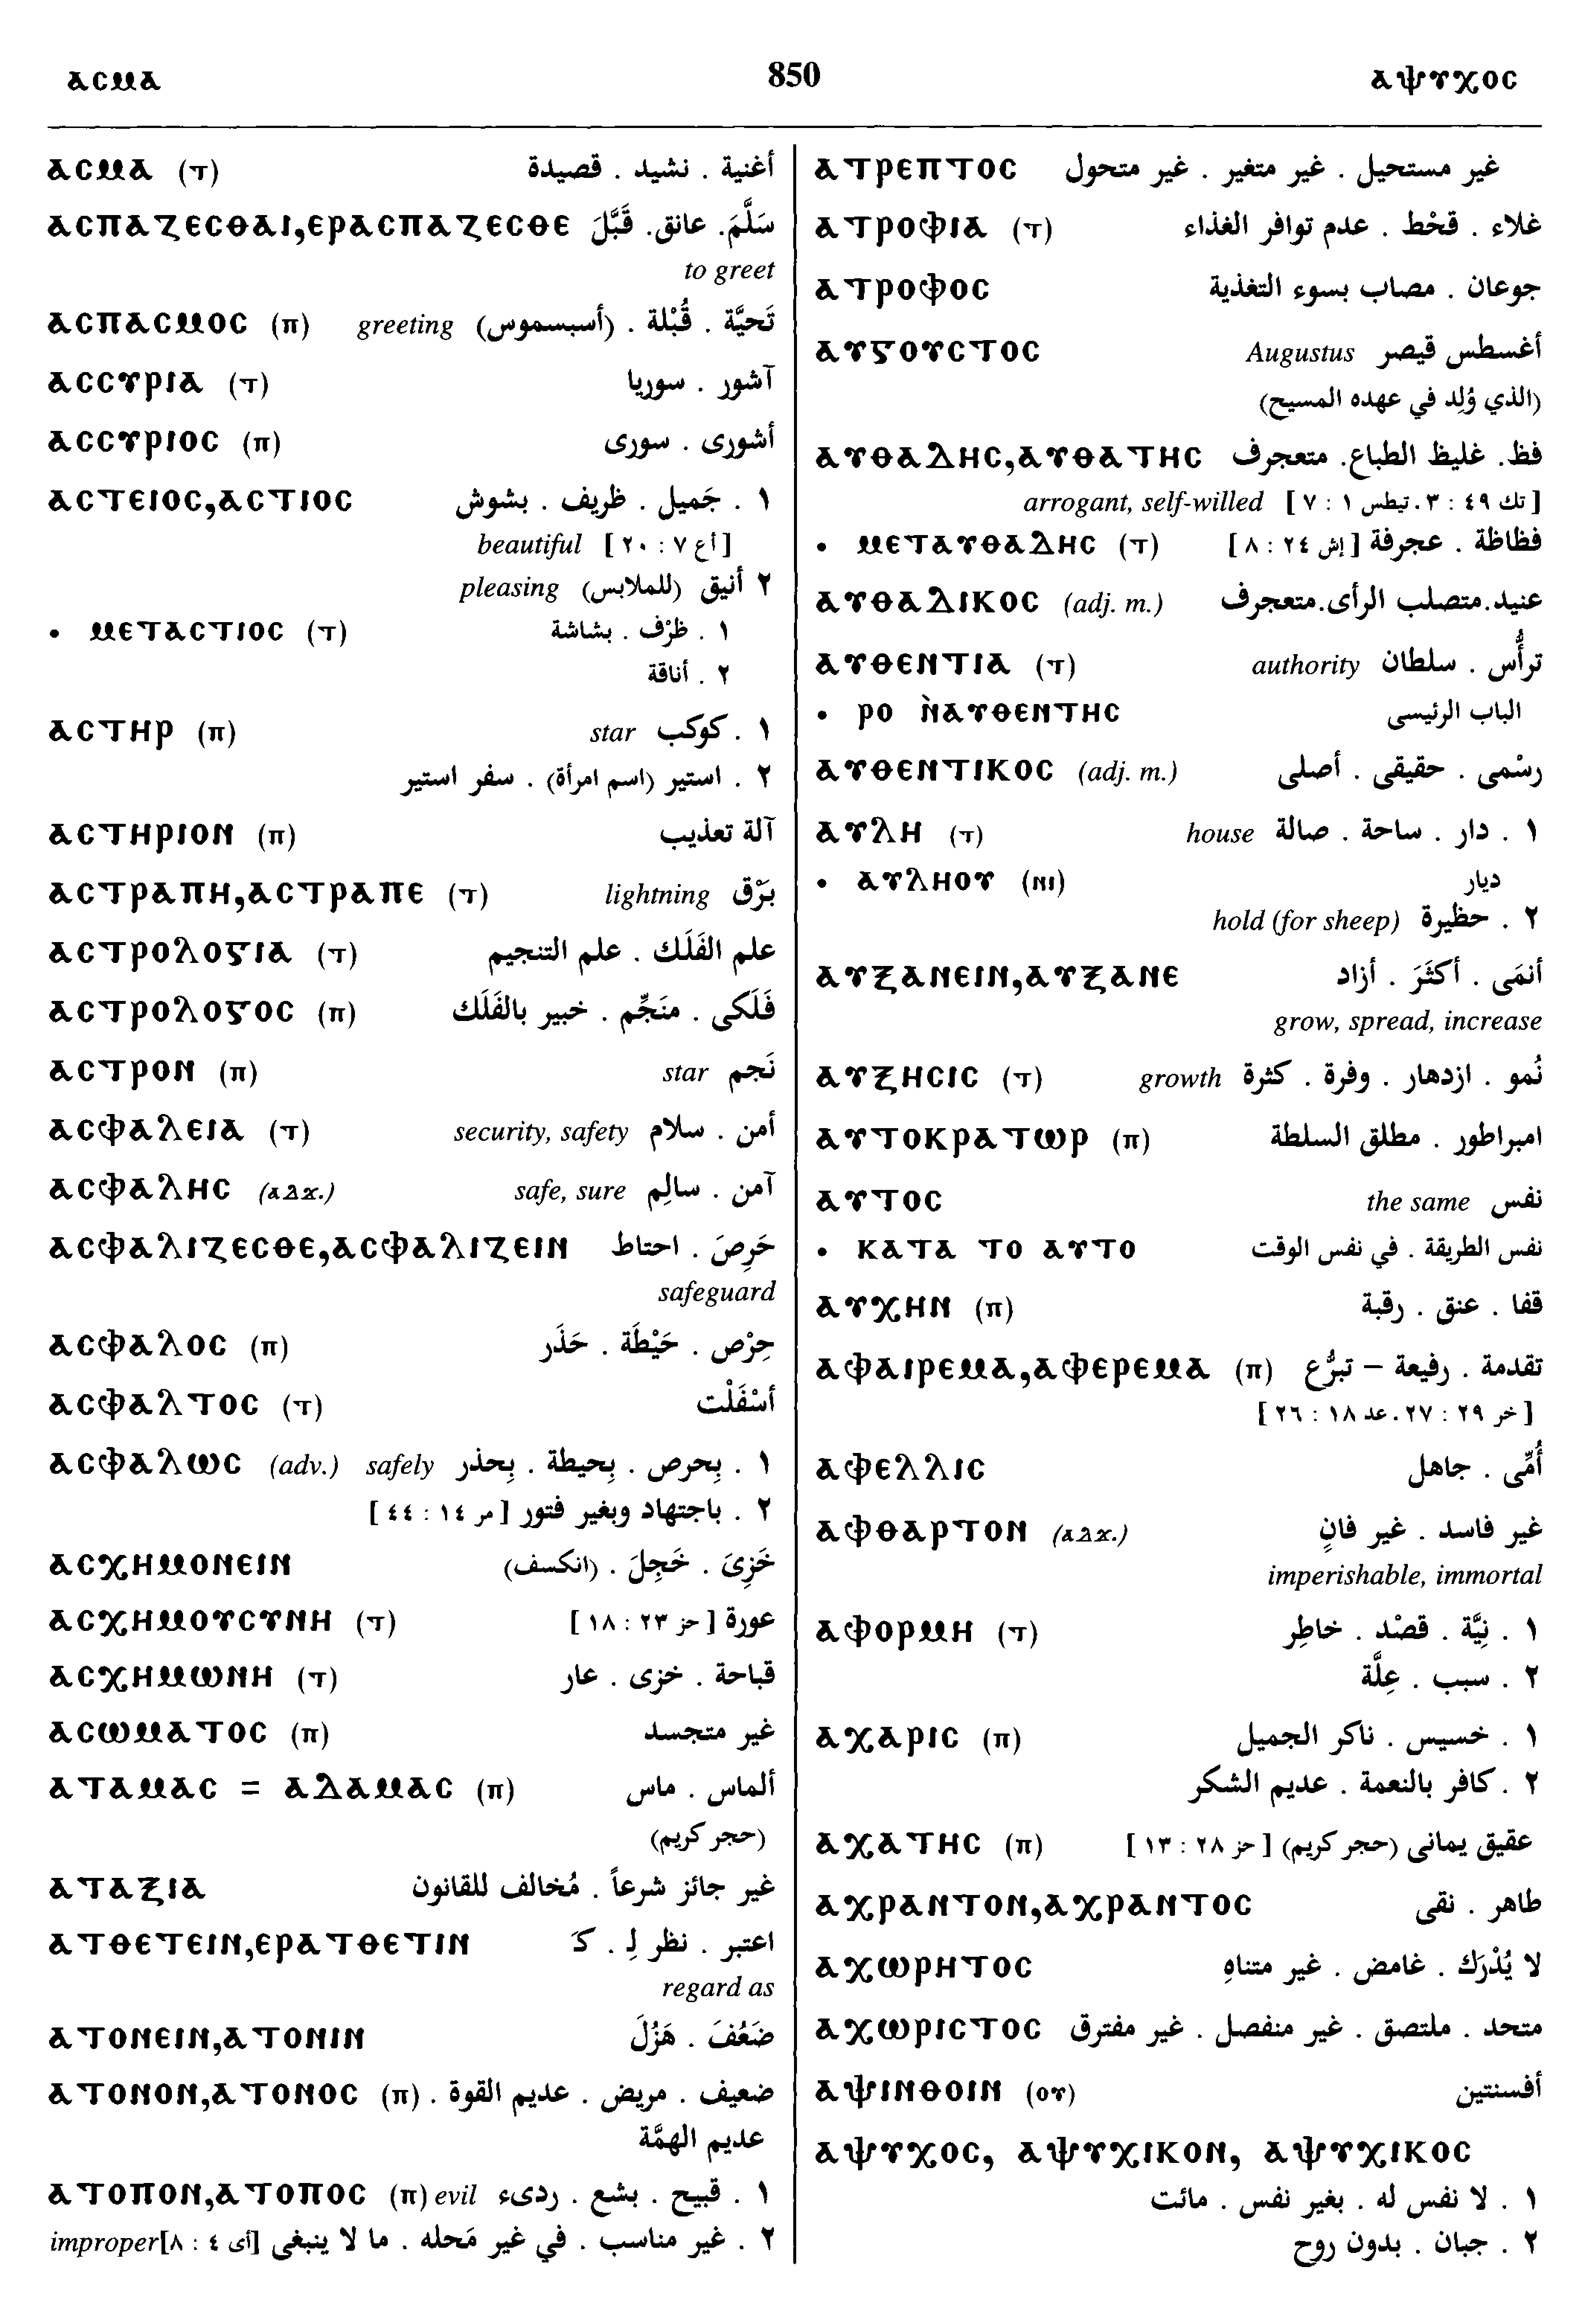 ⲁⲥⲙⲁ 850 ⲁⲯⲩⲭⲟⲥ
ⲁⲥⲙⲁ (ⲧ) أغنية . نشيد . قصيدة
ⲁⲥⲡⲁⲍⲉⲥⲑⲁⲓ,ⲉⲣⲁⲥⲡⲁⲍⲉⲥⲑⲉ سَلَّمَ. عانق. قَبَّلَ
to greet
ⲁⲥⲡⲁⲥⲙⲟⲥ (ⲡ) greeting تَحيَّة . قُبْلة . (أسبسموس)
ⲁⲥⲥⲩⲣⲓⲁ (ⲧ) آشور . سوريا
ⲁⲥⲥⲩⲣⲓⲟⲥ (ⲡ) أشورى . سورى
ⲁⲥⲧⲉⲓⲟⲥ,ⲁⲥⲧⲓⲟⲥ ١ . جَميل . ظريف . بشوش
beautiful [أع ٧ : ٢٠]
٢ أنيق (للملابس) pleasing
• ⲙⲉⲧⲁⲥⲧⲓⲟⲥ (ⲧ) ١ . ظرْف . بشاشة
٢ . أناقة
ⲁⲥⲧⲏⲣ (ⲡ) ١ . كوكب star
٢ . استير (اسم امرأة) . سفر استير
ⲁⲥⲧⲏⲣⲓⲟⲛ (ⲡ) آلة تعذيب
ⲁⲥⲧⲣⲁⲡⲏ,ⲁⲥⲧⲣⲁⲡⲉ (ⲧ) بَرْق lightning
ⲁⲥⲧⲣⲟⲗⲟⲅⲓⲁ (ⲧ) علم الفَلَك . علم التنجيم
ⲁⲥⲧⲣⲟⲗⲟⲅⲟⲥ (ⲡ) فَلَكى . منَجِّم . خبير بالفَلَك
ⲁⲥⲧⲣⲟⲛ (ⲡ) نَجم star
ⲁⲥⲫⲁⲗⲉⲓⲁ (ⲧ) أمن . سلام security, safety
ⲁⲥⲫⲁⲗⲏⲥ (ⲁⲇϫ.) آمن . سالِم safe, sure
ⲁⲥⲫⲁⲗⲓⲍⲉⲥⲑⲉ,ⲁⲥⲫⲁⲗⲓⲍⲉⲓⲛ حَرِصَ . احتاط
safeguard
ⲁⲥⲫⲁⲗⲟⲥ (ⲡ) حِرْص . حَيْطَة . حَذَر
ⲁⲥⲫⲁⲗⲧⲟⲥ (ⲧ) أسْفَلْت
ⲁⲥⲫⲁⲗⲱⲥ (adv.) safely ١ . بِحرص . بِحيطة . بِحذر
٢ . باجتهاد وبغير فتور [مر ١٤ : ٤٤]
ⲁⲥⲭⲏⲙⲟⲛⲉⲓⲛ خَزِىَ . خَجِلَ . (انكسف)
ⲁⲥⲭⲏⲙⲟⲩⲥⲩⲛⲏ (ⲧ) عورة [حز ٢٣ : ١٨]
ⲁⲥⲭⲏⲙⲱⲛⲏ (ⲧ) قباحة . خزى . عار
ⲁⲥⲱⲙⲁⲧⲟⲥ (ⲡ) غير متجسد
ⲁⲧⲁⲙⲁⲥ = ⲁⲇⲁⲙⲁⲥ (ⲡ) ألماس . ماس
(حجر كريم)
ⲁⲧⲁⲝⲓⲁ غير جائز شرعاً . مُخالف للقانون
ⲁⲧⲑⲉⲧⲉⲓⲛ,ⲉⲣⲁⲧⲑⲉⲧⲓⲛ اعتبر . نظر لِـ . كَـ
regard as
ⲁⲧⲟⲛⲉⲓⲛ,ⲁⲧⲟⲛⲓⲛ ضَعُفَ . هَزُلَ
ⲁⲧⲟⲛⲟⲛ,ⲁⲧⲟⲛⲟⲥ (ⲡ) ضعيف . مريض . عديم القوة .
عديم الهمَّة
ⲁⲧⲟⲡⲟⲛ,ⲁⲧⲟⲡⲟⲥ (ⲡ) evil ١ . قبيح . بشع . ردىء
٢ . غير مناسب . في غير مَحله . ما لا ينبغى [أى ٤ : ٨] improper
ⲁⲧⲣⲉⲡⲧⲟⲥ غير مستحيل . غير متغير . غير متحول
ⲁⲧⲣⲟⲫⲓⲁ (ⲧ) غلاء . قحْط . عدم توافر الغذاء
ⲁⲧⲣⲟⲫⲟⲥ جوعان . مصاب بسوء التغذية
ⲁⲩⲅⲟⲩⲥⲧⲟⲥ أغسطس قيصر Augustus
(الذي وُلِد في عهده المسيح)
ⲁⲩⲑⲁⲇⲏⲥ,ⲁⲩⲑⲁⲧⲏⲥ فظ. غليظ الطباع. متعجرف
arrogant, self-willed [تك ٤٩ : ٣. تيطس ١ : ٧]
• ⲙⲉⲧⲁⲩⲑⲁⲇⲏⲥ (ⲧ) فظاظة . عجرفة [إش ٢٤ : ٨]
ⲁⲩⲑⲁⲇⲓⲕⲟⲥ (adj. m.) عنيد.متصلب الرأى.متعجرف
ⲁⲩⲑⲉⲛⲧⲓⲁ (ⲧ) ترأُّس . سلطان authority
• ⲣⲟ ⲛ̀ⲁⲩⲑⲉⲛⲧⲏⲥ الباب الرئيسى
ⲁⲩⲑⲉⲛⲧⲓⲕⲟⲥ (adj. m.) رسْمى . حقيقى . أصلى
ⲁⲩⲗⲏ (ⲧ) ١ . دار . ساحة . صالة house
• ⲁⲩⲗⲏⲟⲩ (ⲛⲓ) ديار
٢ . حظيرة hold (for sheep)
ⲁⲩⲝⲁⲛⲉⲓⲛ,ⲁⲩⲝⲁⲛⲉ أنمَى . أكثَرَ . أزاد
grow, spread, increase
ⲁⲩⲝⲏⲥⲓⲥ (ⲧ) نُمو . ازدهار . وفرة . كثرة growth
ⲁⲩⲧⲟⲕⲣⲁⲧⲱⲣ (ⲡ) امبراطور . مطلق السلطة
ⲁⲩⲧⲟⲥ نفس the same
• ⲕⲁⲧⲁ ⲧⲟ ⲁⲩⲧⲟ نفس الطريقة . في نفس الوقت
ⲁⲩⲭⲏⲛ (ⲡ) قفا . عنق . رقبة
ⲁⲫⲁⲓⲣⲉⲙⲁ,ⲁⲫⲉⲣⲉⲙⲁ (ⲡ) تقدمة . رفيعة – تبرُّع
[خر ٢٩ : ٢٧. عد ١٨ : ٢٦]
ⲁⲫⲉⲗⲗⲓⲥ أُمِّى . جاهل
ⲁⲫⲑⲁⲣⲧⲟⲛ (ⲁⲇϫ.) غير فاسد . غير فانٍ
imperishable, immortal
ⲁⲫⲟⲣⲙⲏ (ⲧ) ١ . نِيَّة . قصْد . خاطِر
٢ . سبب . عِلَّة
ⲁⲭⲁⲣⲓⲥ (ⲡ) ١ . خسيس . ناكر الجميل
٢ . كافر بالنعمة . عديم الشكر
ⲁⲭⲁⲧⲏⲥ (ⲡ) عقيق يمانى (حجر كريم) [حز ٢٨ : ١٣]
ⲁⲭⲣⲁⲛⲧⲟⲛ,ⲁⲭⲣⲁⲛⲧⲟⲥ طاهر . نقى
ⲁⲭⲱⲣⲏⲧⲟⲥ لا يُدْرَك . غامض . غير متناهِ
ⲁⲭⲱⲣⲓⲥⲧⲟⲥ متحد . ملتصق . غير منفصل . غير مفترق
ⲁⲯⲓⲛⲑⲟⲓⲛ (ⲟⲩ) أفسنتين
ⲁⲯⲩⲭⲟⲥ, ⲁⲯⲩⲭⲓⲕⲟⲛ, ⲁⲯⲩⲭⲓⲕⲟⲥ
١ . لا نفس له . بغير نفس . مائت
٢ . جبان . بدون روح